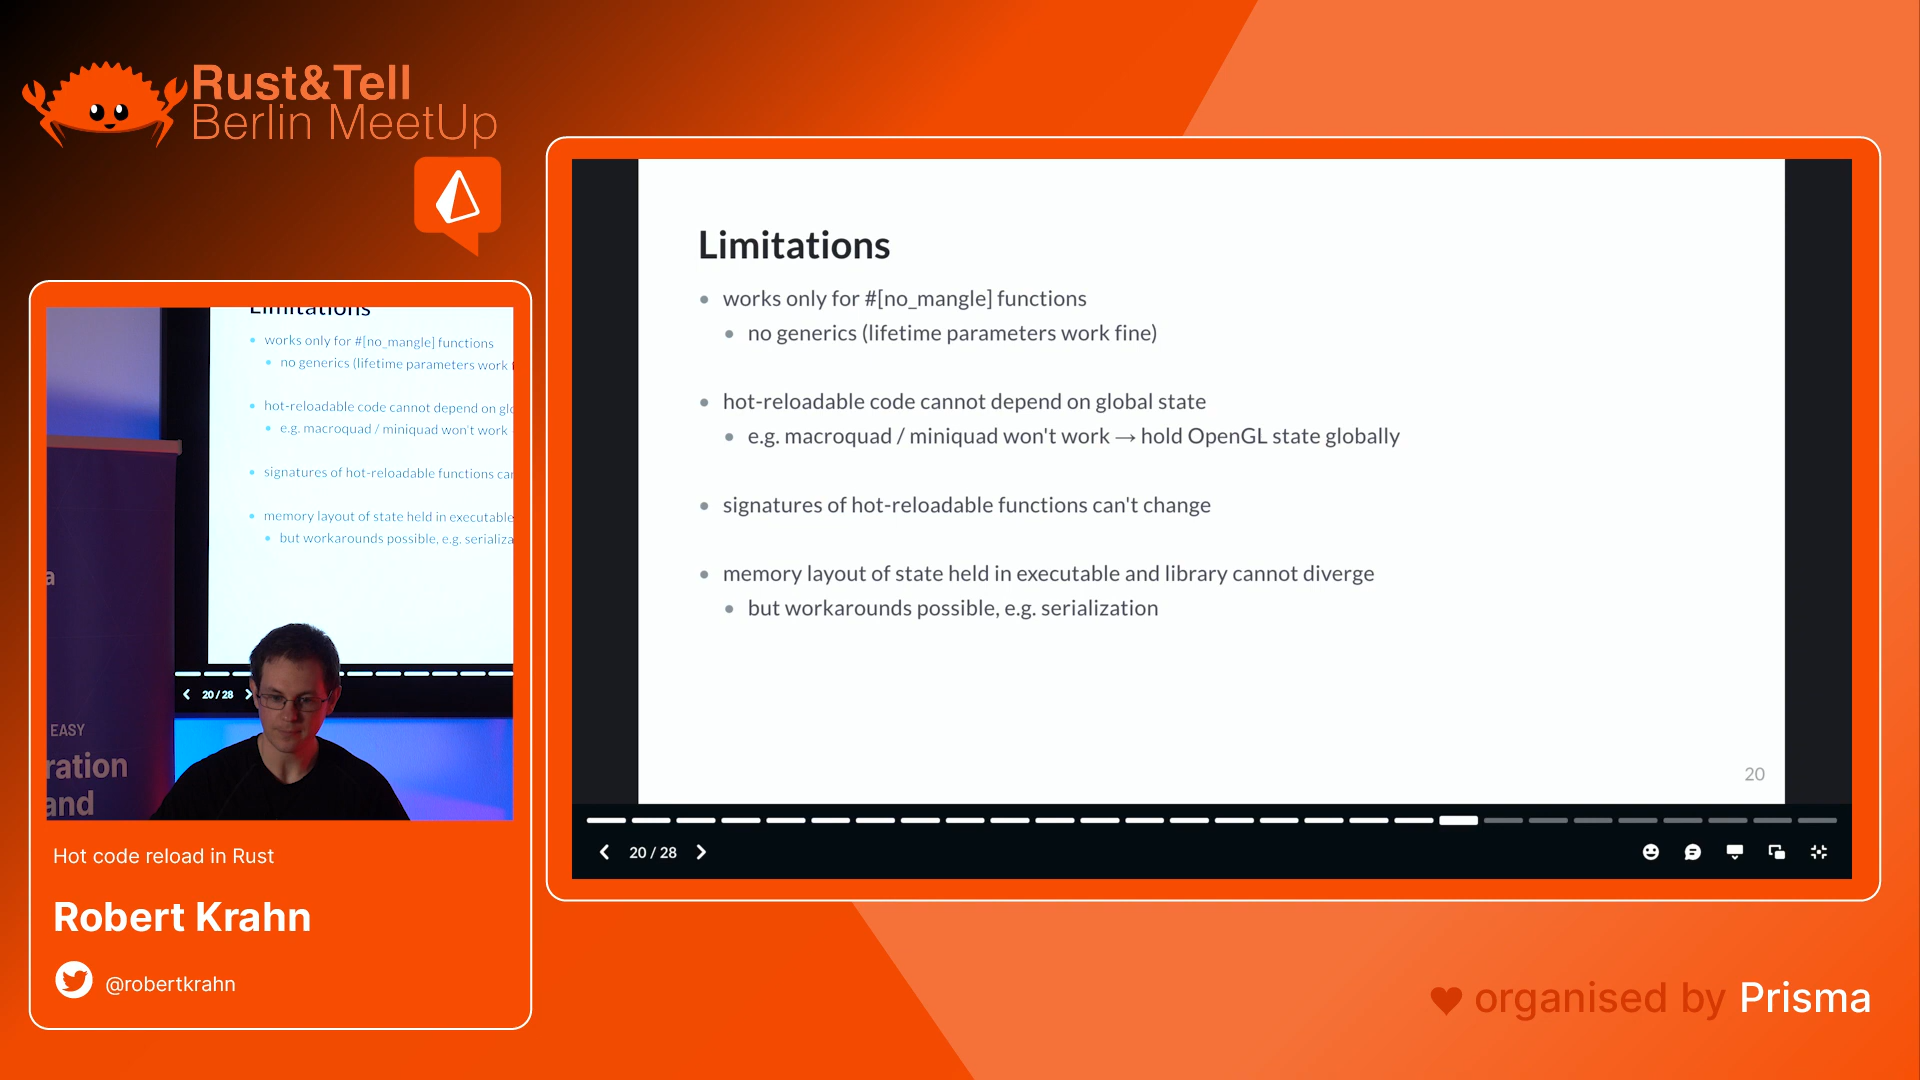 Rust&Tell
Berlin MeetUp
Limitations
works only for #[no_mangle] functions
no generics (lifetime parameters work
hot-reloadable code cannot depend on
e.g. macroquad / miniquad won't work
signatures of hot-reloadable functions
memory layout of state held in executable
but workarounds possible, e.g.
20 / 28
EASY
ration
and
Hot code reload in Rust
Robert Krahn
@robertkrahn
Limitations
works only for #[no_mangle] functions
no generics (lifetime parameters work fine)
hot-reloadable code cannot depend on global state
e.g. macroquad / miniquad won't work → hold OpenGL state globally
signatures of hot-reloadable functions can't change
memory layout of state held in executable and library cannot diverge
but workarounds possible, e.g. serialization
20
20 / 28
organised by Prisma